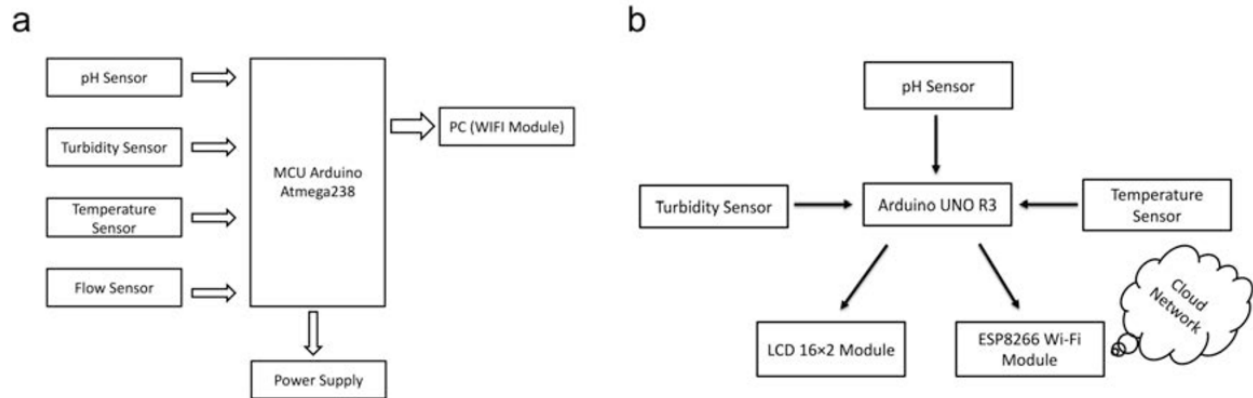 a
pH Sensor
Turbidity Sensor
Temperature
Sensor
Flow Sensor
MCU Arduino
Atmega238
PC (WIFI Module)
Power Supply
b
pH Sensor
Turbidity Sensor
Arduino UNO R3
Temperature
Sensor
LCD 16×2 Module
ESP8266 Wi-Fi
Module
Cloud
Network